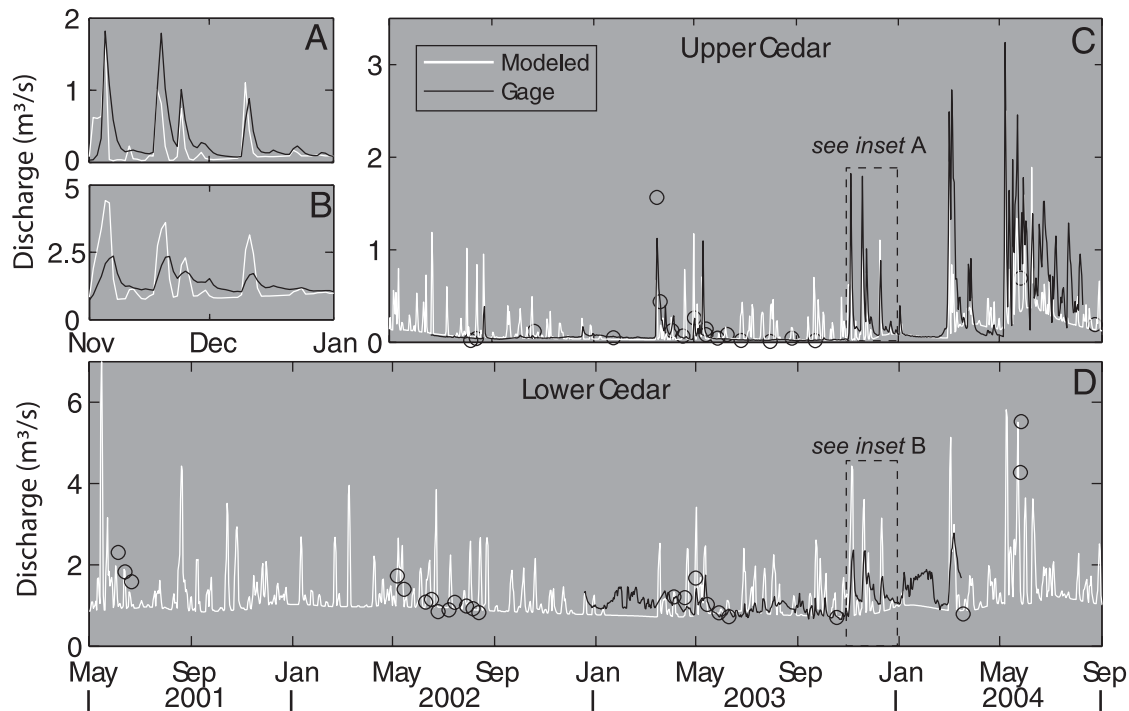 2
A
1
0
5
B
2.5
0
Nov Dec Jan
Discharge (m³/s)
3
2
1
0
Modeled
Gage
Upper Cedar
C
see inset A
6
4
2
0
Discharge (m³/s)
Lower Cedar
D
see inset B
May Sep Jan May Sep Jan May Sep Jan May Sep
2001 2002 2003 2004